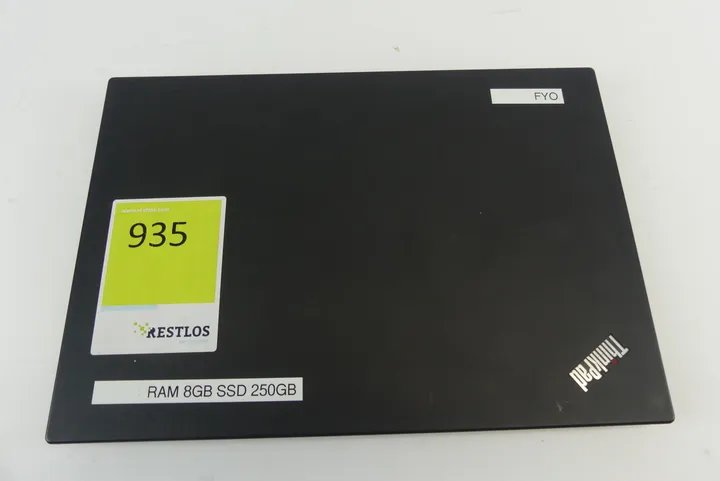 FYO
935
RESTLOS
RAM 8GB SSD 250GB
ThinkPad